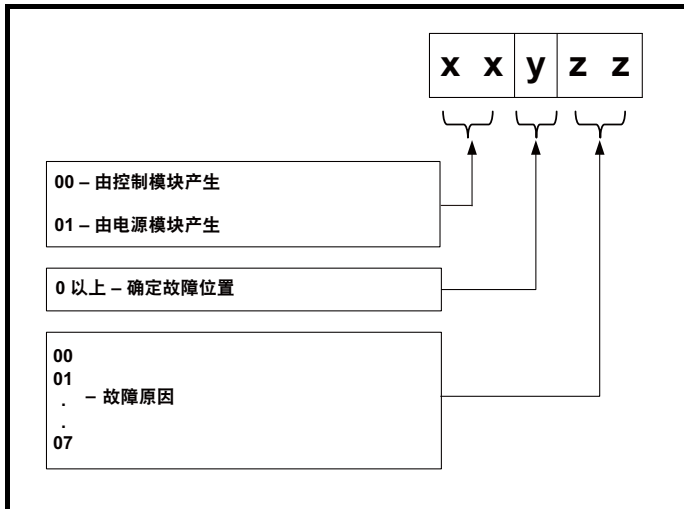 x x y z z
00 – 由控制模块产生
01 – 由电源模块产生
0 以上 – 确定故障位置
00
01
– 故障原因
.
.
07